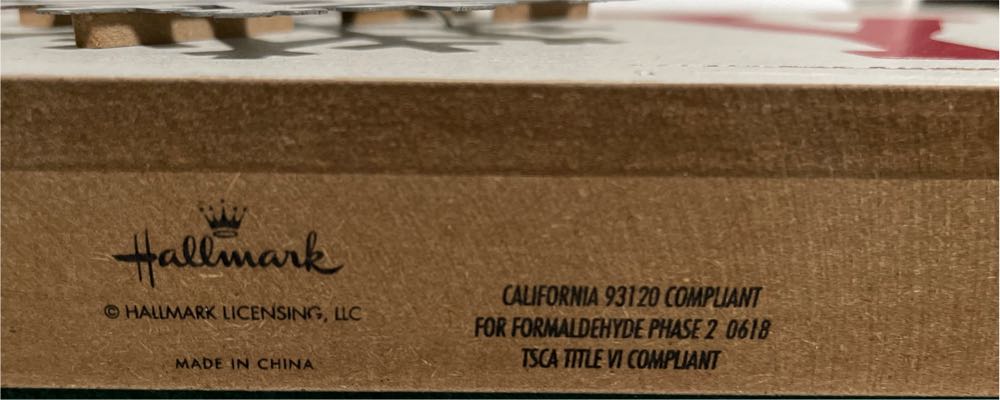 Hallmark
© HALLMARK LICENSING, LLC
MADE IN CHINA
CALIFORNIA 93120 COMPLIANT
FOR FORMALDEHYDE PHASE 2 0618
TSCA TITLE VI COMPLIANT